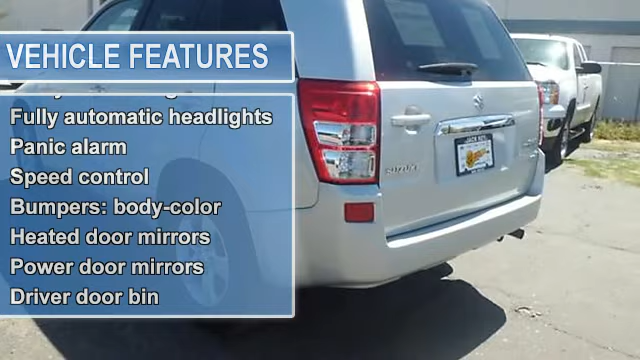 VEHICLE FEATURES
Fully automatic headlights
Panic alarm
Speed control
Bumpers: body-color
Heated door mirrors
Power door mirrors
Driver door bin
SUZUKI